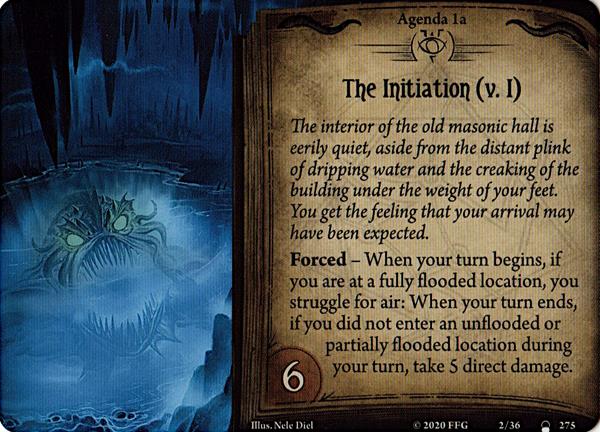 Agenda 1a
The Initiation (v. I)
The interior of the old masonic hall is
eerily quiet, aside from the distant plink
of dripping water and the creaking of the
building under the weight of your feet.
You get the feeling that your arrival may
have been expected.
Forced – When your turn begins, if
you are at a fully flooded location, you
struggle for air: When your turn ends,
if you did not enter an unflooded or
partially flooded location during
your turn, take 5 direct damage.
6
Illus. Nele Diel © 2020 FFG 2/36 275